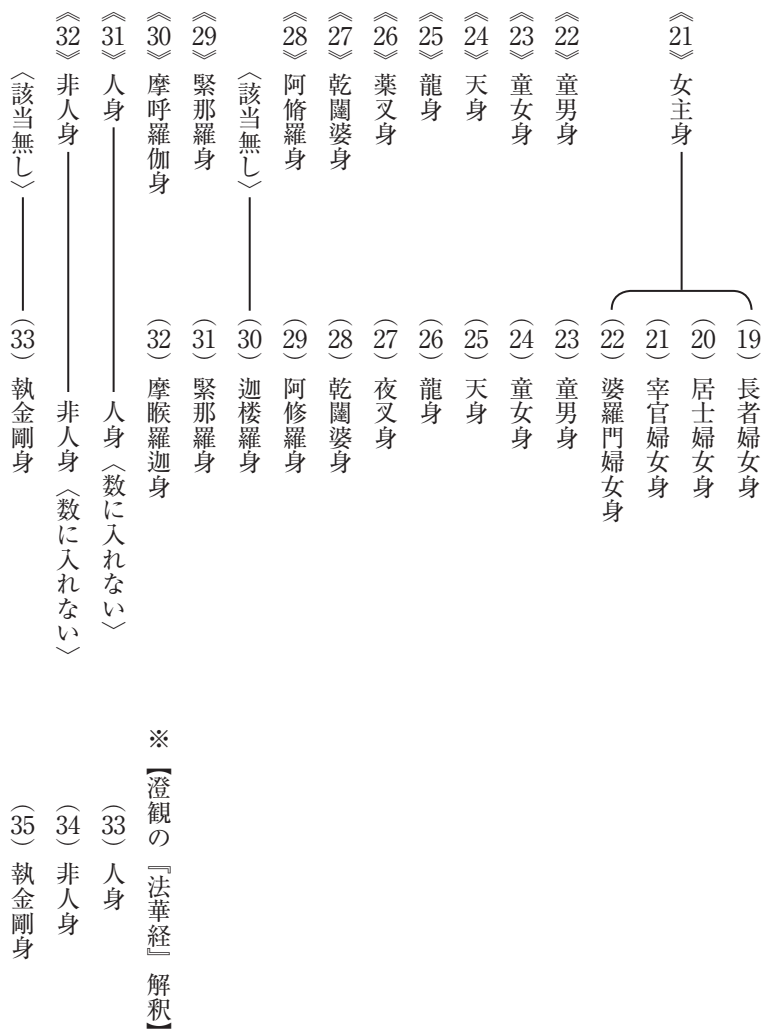 (19) 長者婦女身
(20) 居士婦女身
《21》女主身
(21) 宰官婦女身
(22) 婆羅門婦女身
《22》童男身 (23) 童男身
《23》童女身 (24) 童女身
《24》天身 (25) 天身
《25》龍身 (26) 龍身
《26》薬叉身 (27) 夜叉身
《27》乾闥婆身 (28) 乾闥婆身
《28》阿脩羅身 (29) 阿修羅身
〈該当無し〉 (30) 迦楼羅身
《29》緊那羅身 (31) 緊那羅身
《30》摩呼羅伽身 (32) 摩睺羅迦身 ※【澄観の『法華経』解釈】
《31》人身 人身〈数に入れない〉 (33) 人身
《32》非人身 非人身〈数に入れない〉 (34) 非人身
〈該当無し〉 (33) 執金剛身 (35) 執金剛身